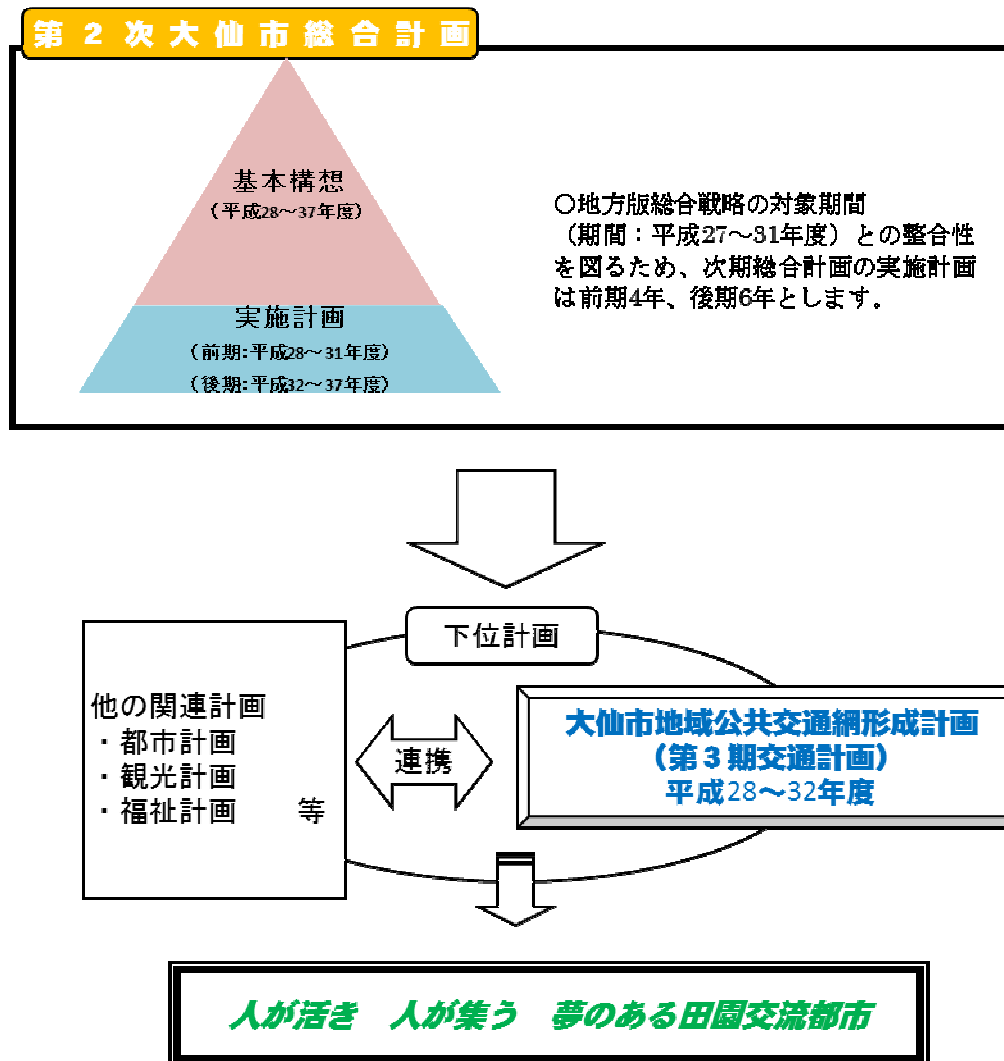 第２次大仙市総合計画
基本構想
（平成28～37年度）
実施計画
（前期:平成28～31年度）
（後期:平成32～37年度）
○地方版総合戦略の対象期間
（期間：平成27～31年度）との整合性
を図るため、次期総合計画の実施計画
は前期4年、後期6年とします。
下位計画
他の関連計画
・都市計画
・観光計画
・福祉計画　　等
連携
大仙市地域公共交通網形成計画
（第３期交通計画）
平成28～32年度
人が活き　人が集う　夢のある田園交流都市